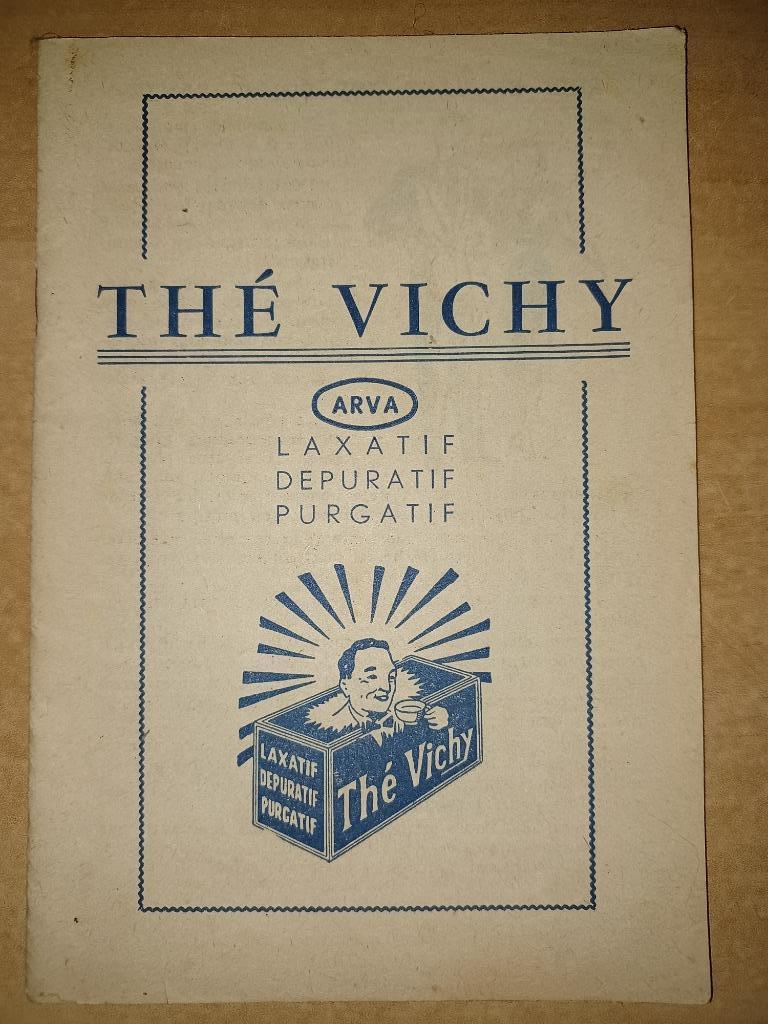 THÉ VICHY
ARVA
LAXATIF
DEPURATIF
PURGATIF
LAXATIF
DEPURATIF
PURGATIF
Thé Vichy